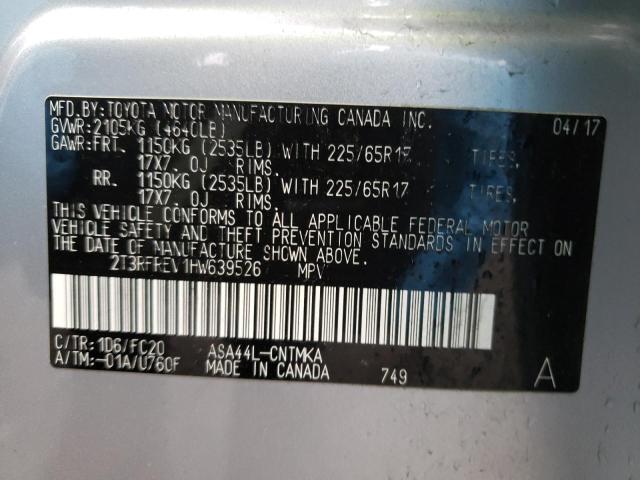 MFD.BY:TOYOTA MOTOR MANUFACTURING CANADA INC. 04/17
GVWR:2105KG (4640LB)
GAWR:FRT. 1150KG (2535LB) WITH 225/65R17 TIRES,
17X7. 0J RIMS.
RR. 1150KG (2535LB) WITH 225/65R17 TIRES,
17X7. 0J RIMS.
THIS VEHICLE CONFORMS TO ALL APPLICABLE FEDERAL MOTOR
VEHICLE SAFETY AND THEFT PREVENTION STANDARDS IN EFFECT ON
THE DATE OF MANUFACTURE SHOWN ABOVE.
2T3RFREV1HW639526 MPV
C/TR:1D6/FC20 ASA44L-CNTMKA
A/TM:-01A/U760F MADE IN CANADA 749 A